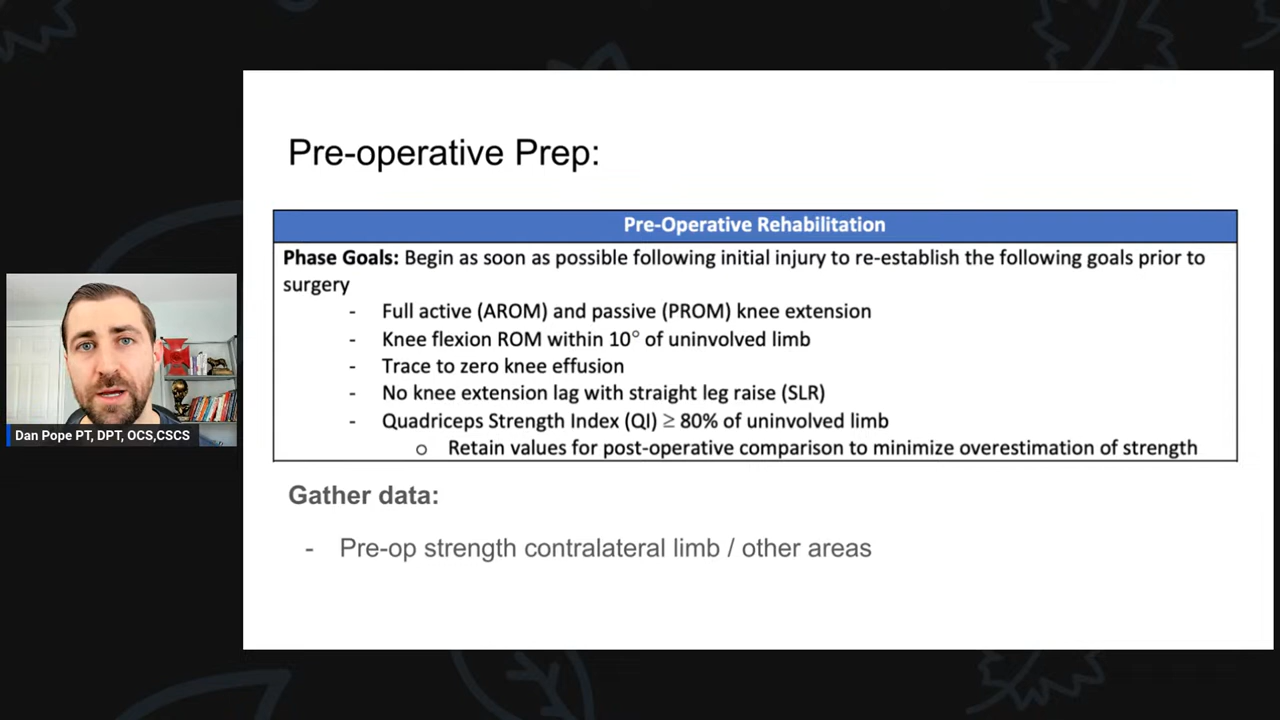 Pre-operative Prep:
Pre-Operative Rehabilitation
Phase Goals: Begin as soon as possible following initial injury to re-establish the following goals prior to
surgery
- Full active (AROM) and passive (PROM) knee extension
- Knee flexion ROM within 10° of uninvolved limb
- Trace to zero knee effusion
- No knee extension lag with straight leg raise (SLR)
- Quadriceps Strength Index (QI) ≥ 80% of uninvolved limb
o Retain values for post-operative comparison to minimize overestimation of strength
Gather data:
- Pre-op strength contralateral limb / other areas
Dan Pope PT, DPT, OCS,CSCS